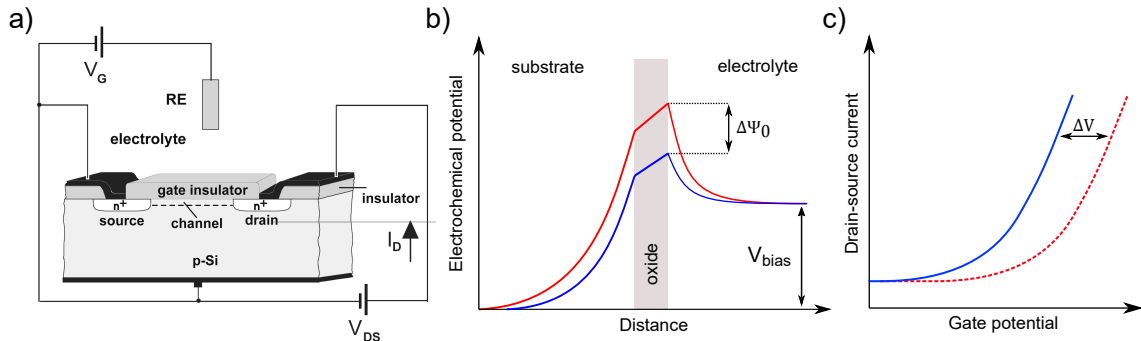 a)
V_G
RE
electrolyte
gate insulator
insulator
n+
n+
source
channel
drain
I_D
p-Si
V_DS
b)
Electrochemical potential
substrate
electrolyte
ΔΨ₀
oxide
V_bias
Distance
c)
Drain-source current
ΔV
Gate potential